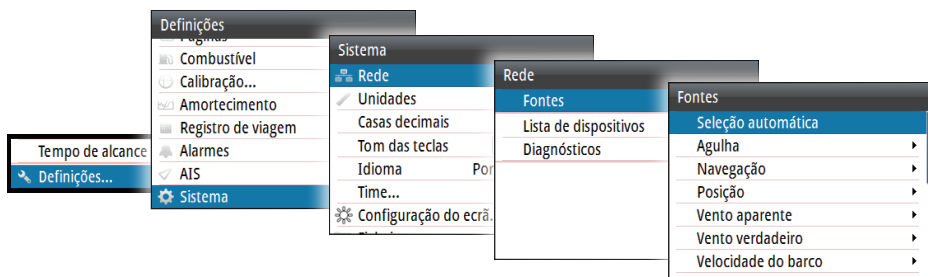 Tempo de alcance
Definições...
Definições
Páginas
Combustível
Calibração...
Amortecimento
Registro de viagem
Alarmes
AIS
Sistema
Sistema
Rede
Unidades
Casas decimais
Tom das teclas
Idioma Por
Time...
Configuração do ecrã.
Rede
Fontes
Lista de dispositivos
Diagnósticos
Fontes
Seleção automática
Agulha
Navegação
Posição
Vento aparente
Vento verdadeiro
Velocidade do barco